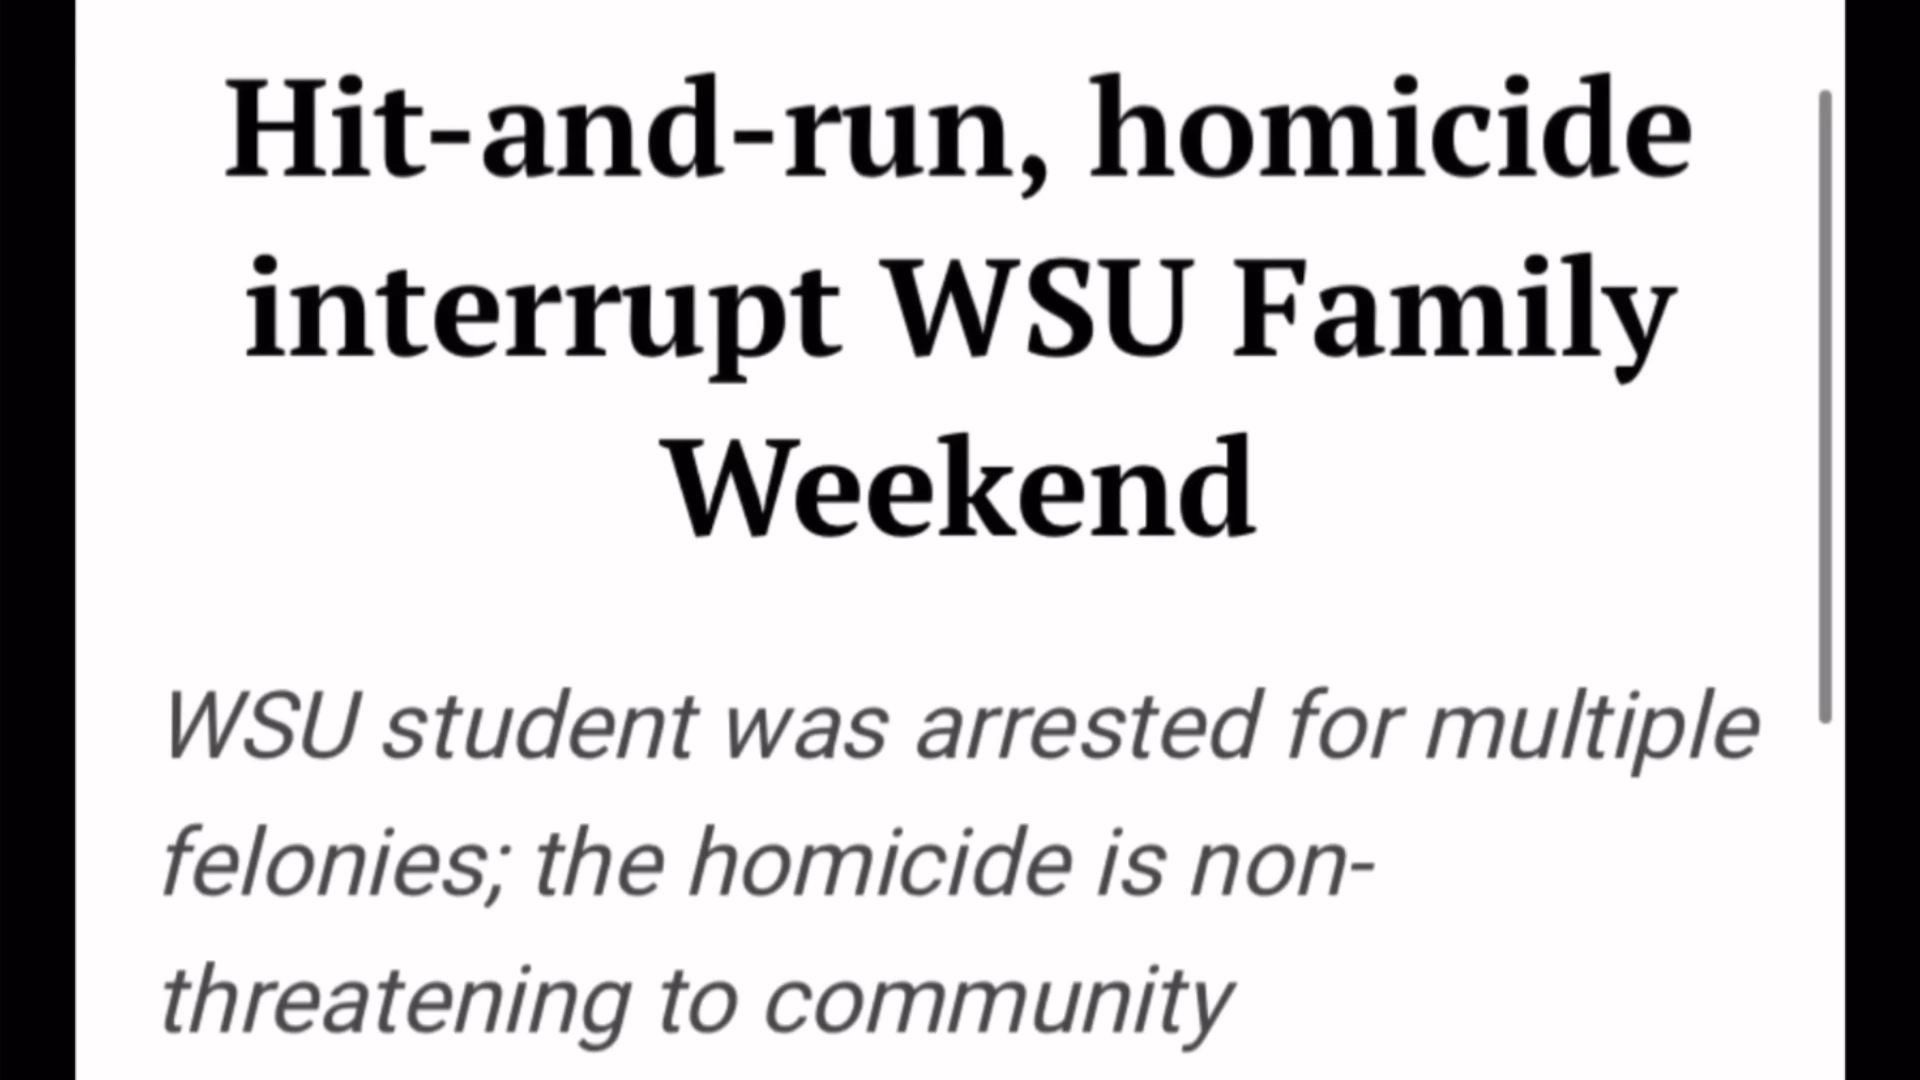 Hit-and-run, homicide
interrupt WSU Family
Weekend
WSU student was arrested for multiple
felonies; the homicide is non-
threatening to community